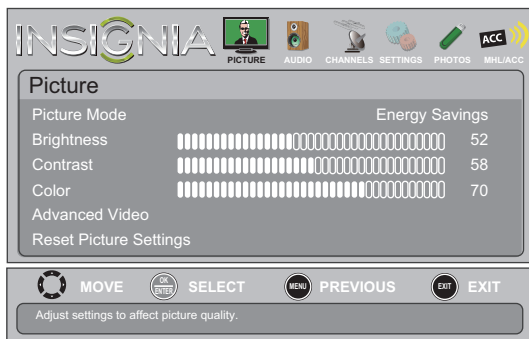 INSIGNIA
PICTURE AUDIO CHANNELS SETTINGS PHOTOS MHL/ACC
ACC
Picture
Picture Mode Energy Savings
Brightness 52
Contrast 58
Color 70
Advanced Video
Reset Picture Settings
MOVE OK ENTER SELECT MENU PREVIOUS EXIT EXIT
Adjust settings to affect picture quality.